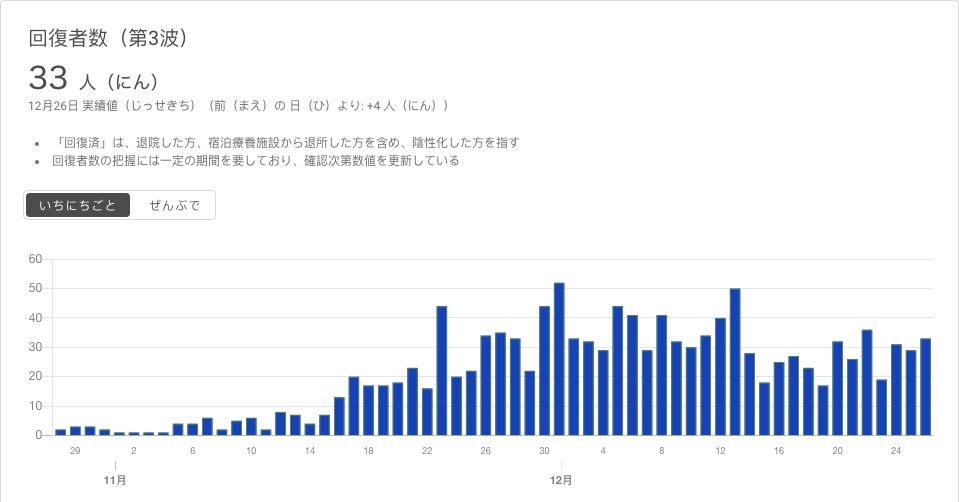 回復者数（第3波）
33 人（にん）
12月26日 実績値（じっせきち）（前（まえ）の 日（ひ）より: +4 人（にん））
• 「回復済」は、退院した方、宿泊療養施設から退所した方を含め、陰性化した方を指す
• 回復者数の把握には一定の期間を要しており、確認次第数値を更新している
いちにちごと ぜんぶで
60
50
40
30
20
10
0
29 2 6 10 14 18 22 26 30 4 8 12 16 20 24
11月 12月